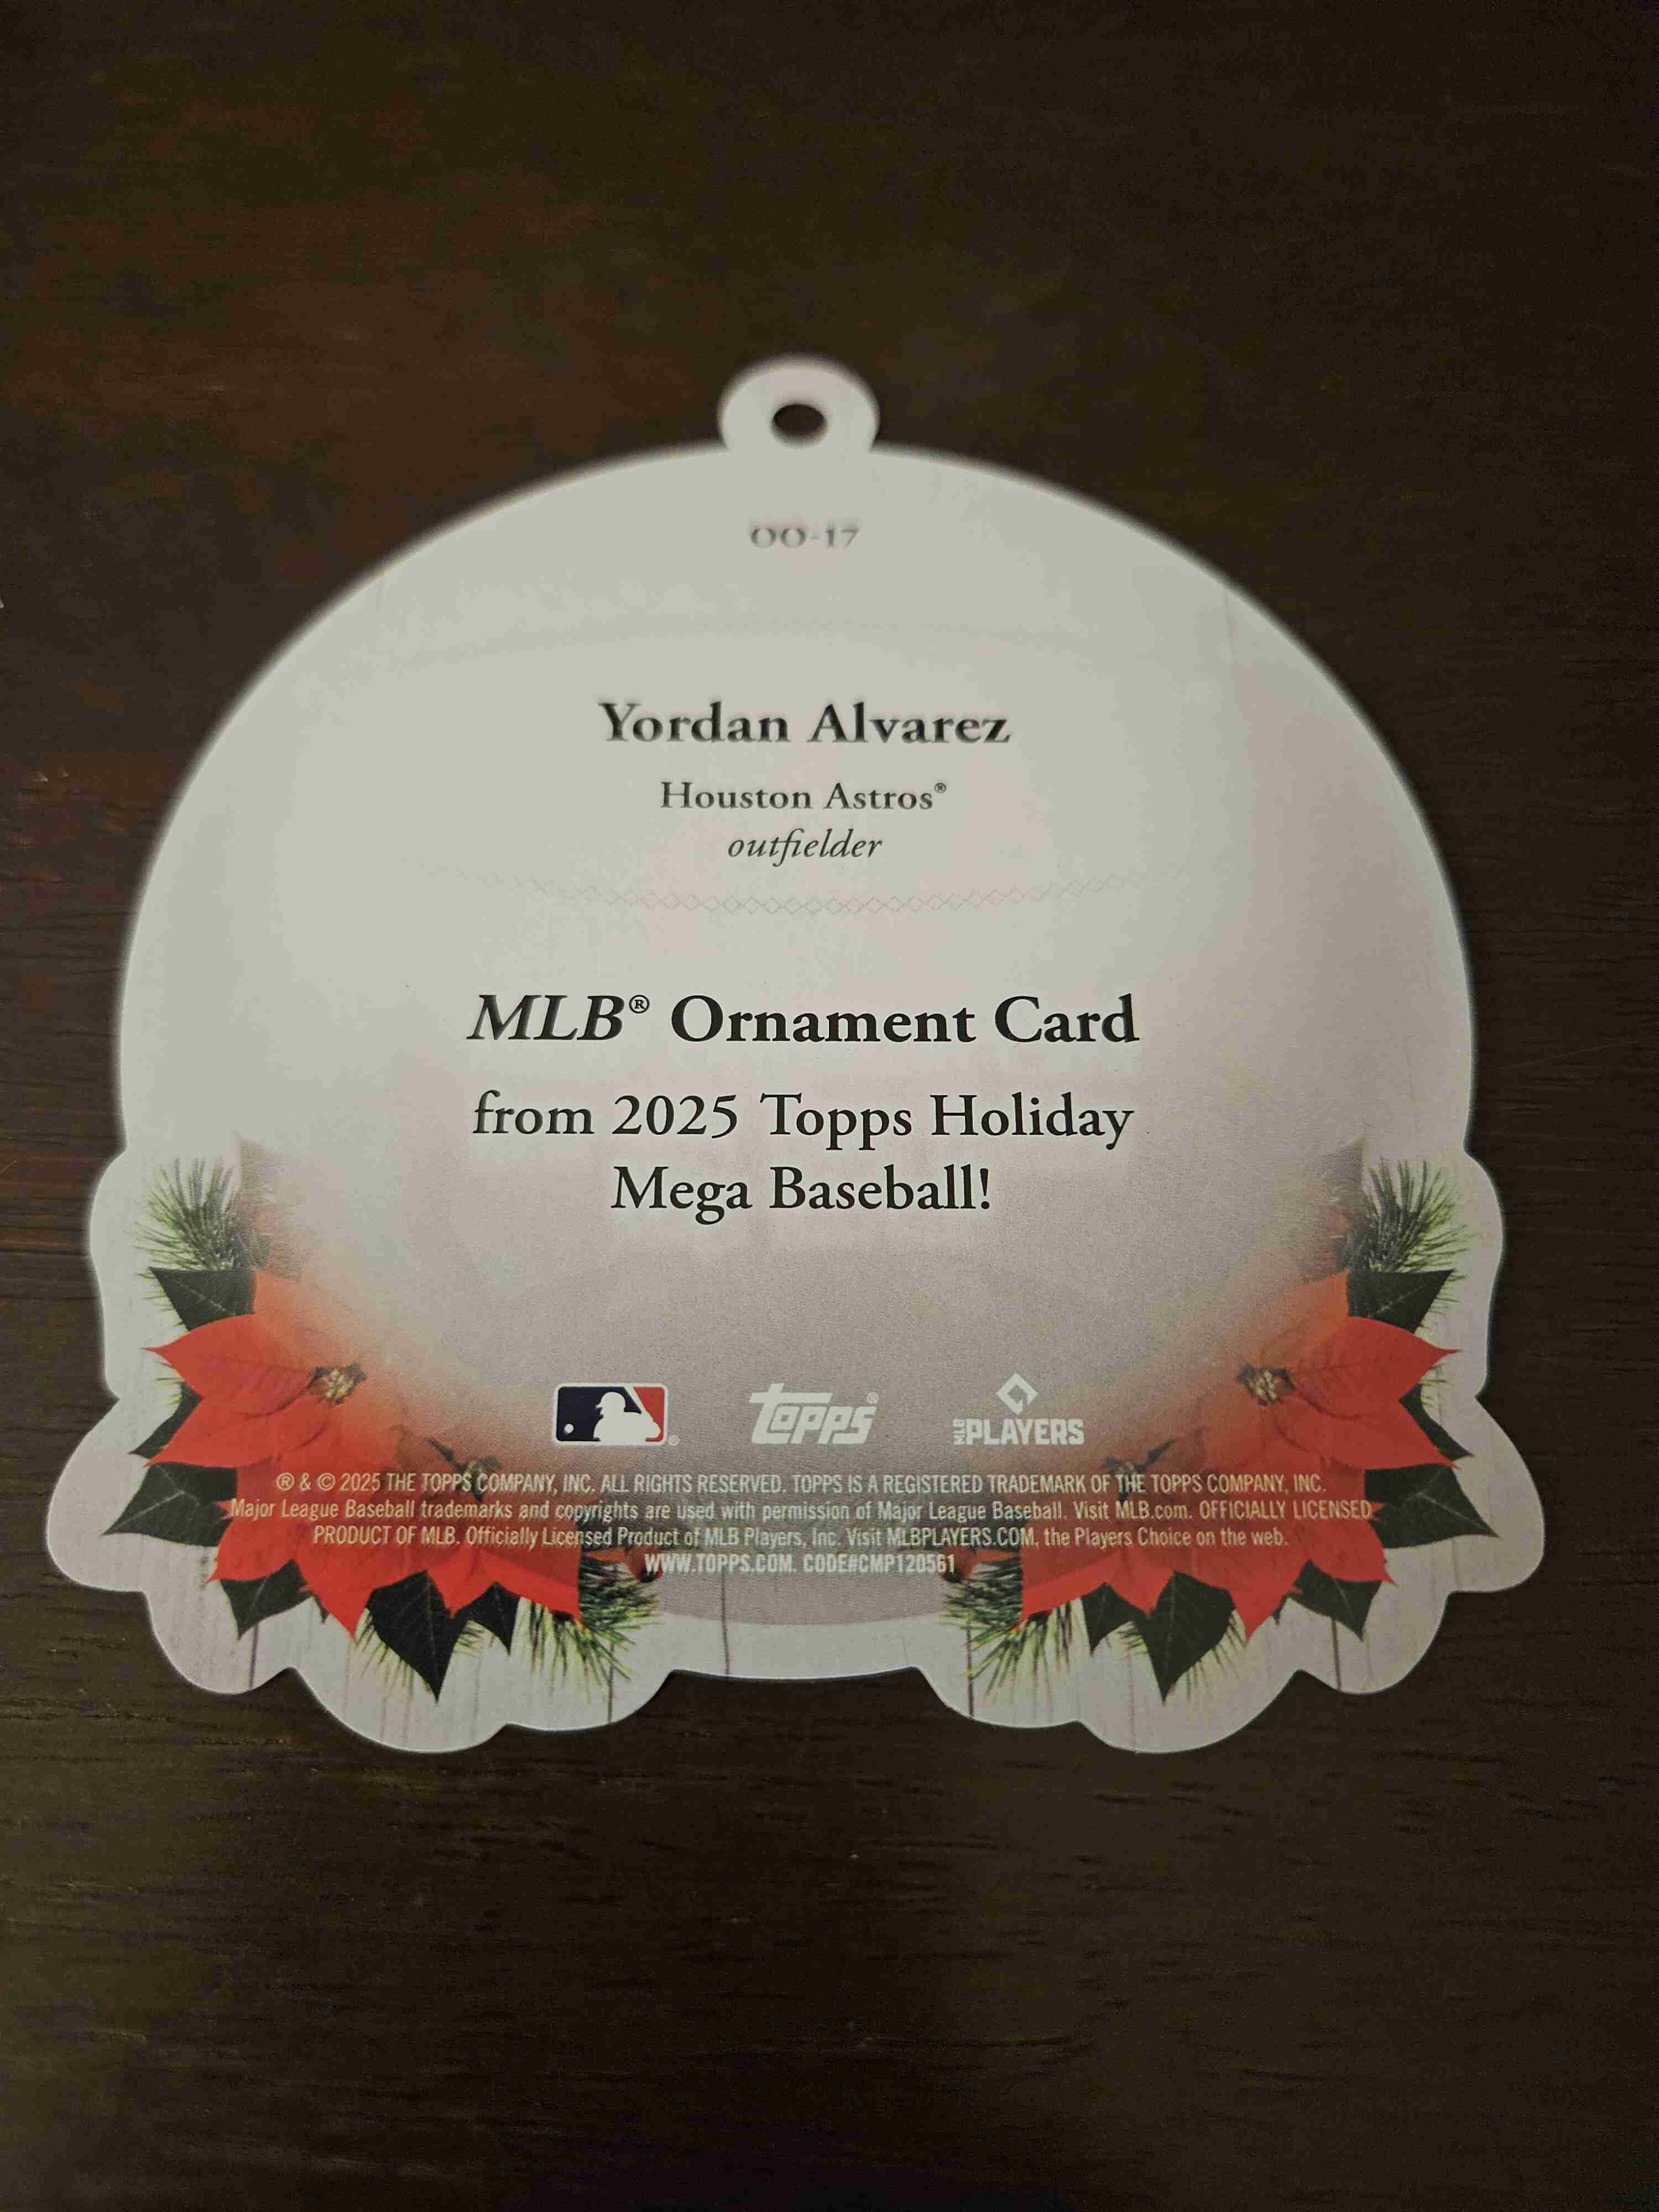 OO-17
Yordan Alvarez
Houston Astros®
outfielder
MLB® Ornament Card
from 2025 Topps Holiday
Mega Baseball!
® topps® MLB PLAYERS
® & © 2025 THE TOPPS COMPANY, INC. ALL RIGHTS RESERVED. TOPPS IS A REGISTERED TRADEMARK OF THE TOPPS COMPANY, INC.
Major League Baseball trademarks and copyrights are used with permission of Major League Baseball. Visit MLB.com. OFFICIALLY LICENSED
PRODUCT OF MLB. Officially Licensed Product of MLB Players, Inc. Visit MLBPLAYERS.COM, the Players Choice on the web.
WWW.TOPPS.COM. CODE#CMP120561